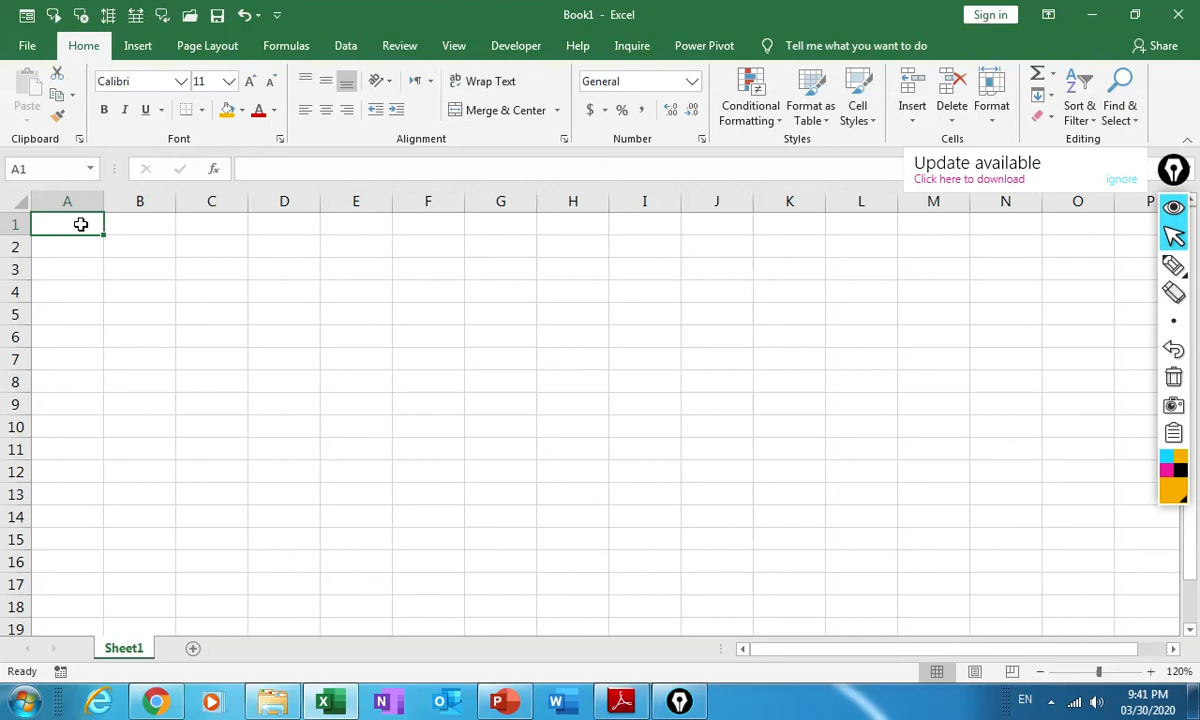 Book1 - Excel
Sign in
File Home Insert Page Layout Formulas Data Review View Developer Help Inquire Power Pivot Tell me what you want to do Share
Paste
Clipboard
Calibri 11
B I U
Font
Wrap Text
Merge & Center
Alignment
General
$ % ,
Number
Conditional Formatting
Format as Table
Cell Styles
Styles
Insert Delete Format
Cells
Sort & Filter
Find & Select
Editing
A1
fx
Update available
Click here to download ignore
A B C D E F G H I J K L M N O P
1
2
3
4
5
6
7
8
9
10
11
12
13
14
15
16
17
18
19
Sheet1
Ready
120%
EN
9:41 PM
03/30/2020